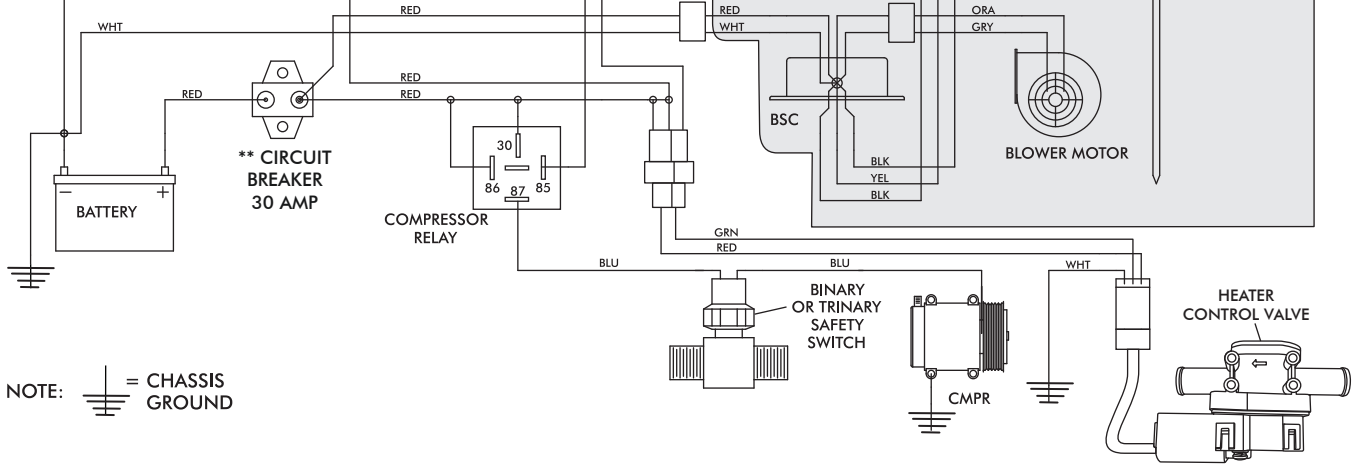 RED
RED
ORA
WHT
WHT
GRY
RED
RED
RED
BSC
BLOWER MOTOR
** CIRCUIT
BREAKER
30 AMP
30
86
87
85
BLK
YEL
BLK
–
+
BATTERY
COMPRESSOR
RELAY
GRN
RED
BLU
BLU
WHT
BINARY
OR TRINARY
SAFETY
SWITCH
HEATER
CONTROL VALVE
CMPR
NOTE:
= CHASSIS
GROUND